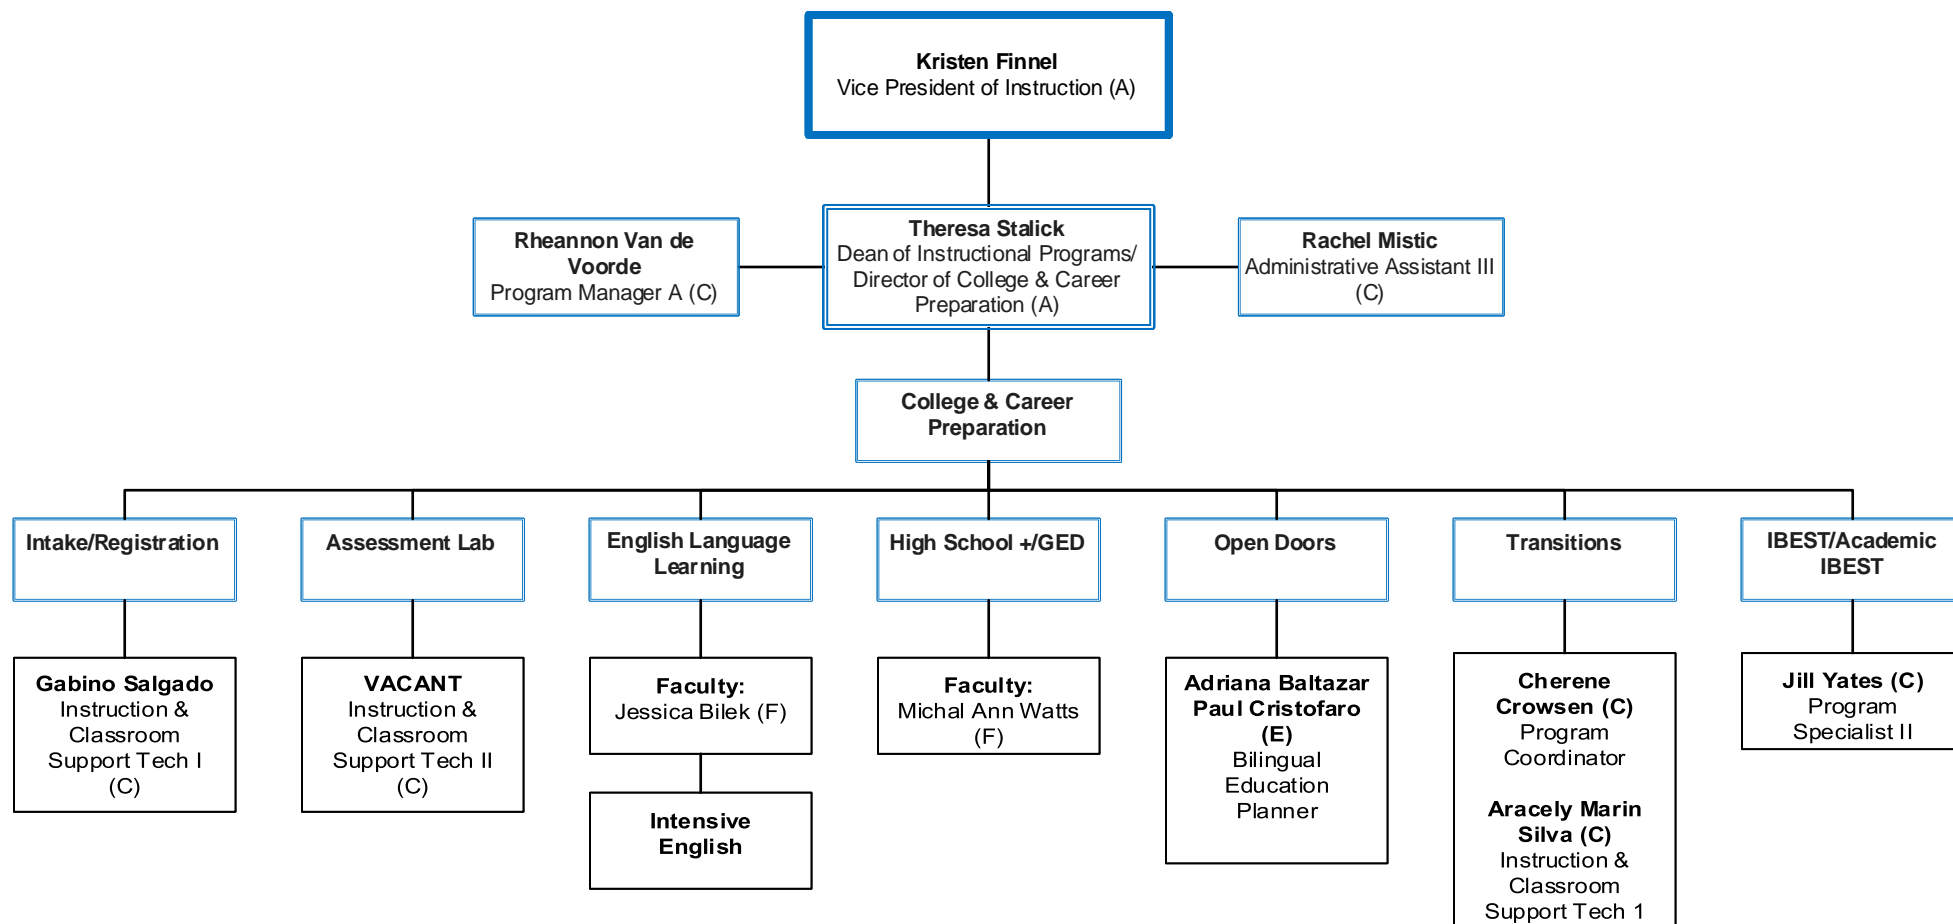 Kristen Finnel
Vice President of Instruction (A)
Rheannon Van de
Voorde
Program Manager A (C)
Theresa Stalick
Dean of Instructional Programs/
Director of College & Career
Preparation (A)
Rachel Mistic
Administrative Assistant III
(C)
College & Career
Preparation
Intake/Registration
Assessment Lab
English Language
Learning
High School +/GED
Open Doors
Transitions
IBEST/Academic
IBEST
Gabino Salgado
Instruction &
Classroom
Support Tech I
(C)
VACANT
Instruction &
Classroom
Support Tech II
(C)
Faculty:
Jessica Bilek (F)
Intensive
English
Faculty:
Michal Ann Watts
(F)
Adriana Baltazar
Paul Cristofaro
(E)
Bilingual
Education
Planner
Cherene
Crowsen (C)
Program
Coordinator
Aracely Marin
Silva (C)
Instruction &
Classroom
Support Tech 1
Jill Yates (C)
Program
Specialist II